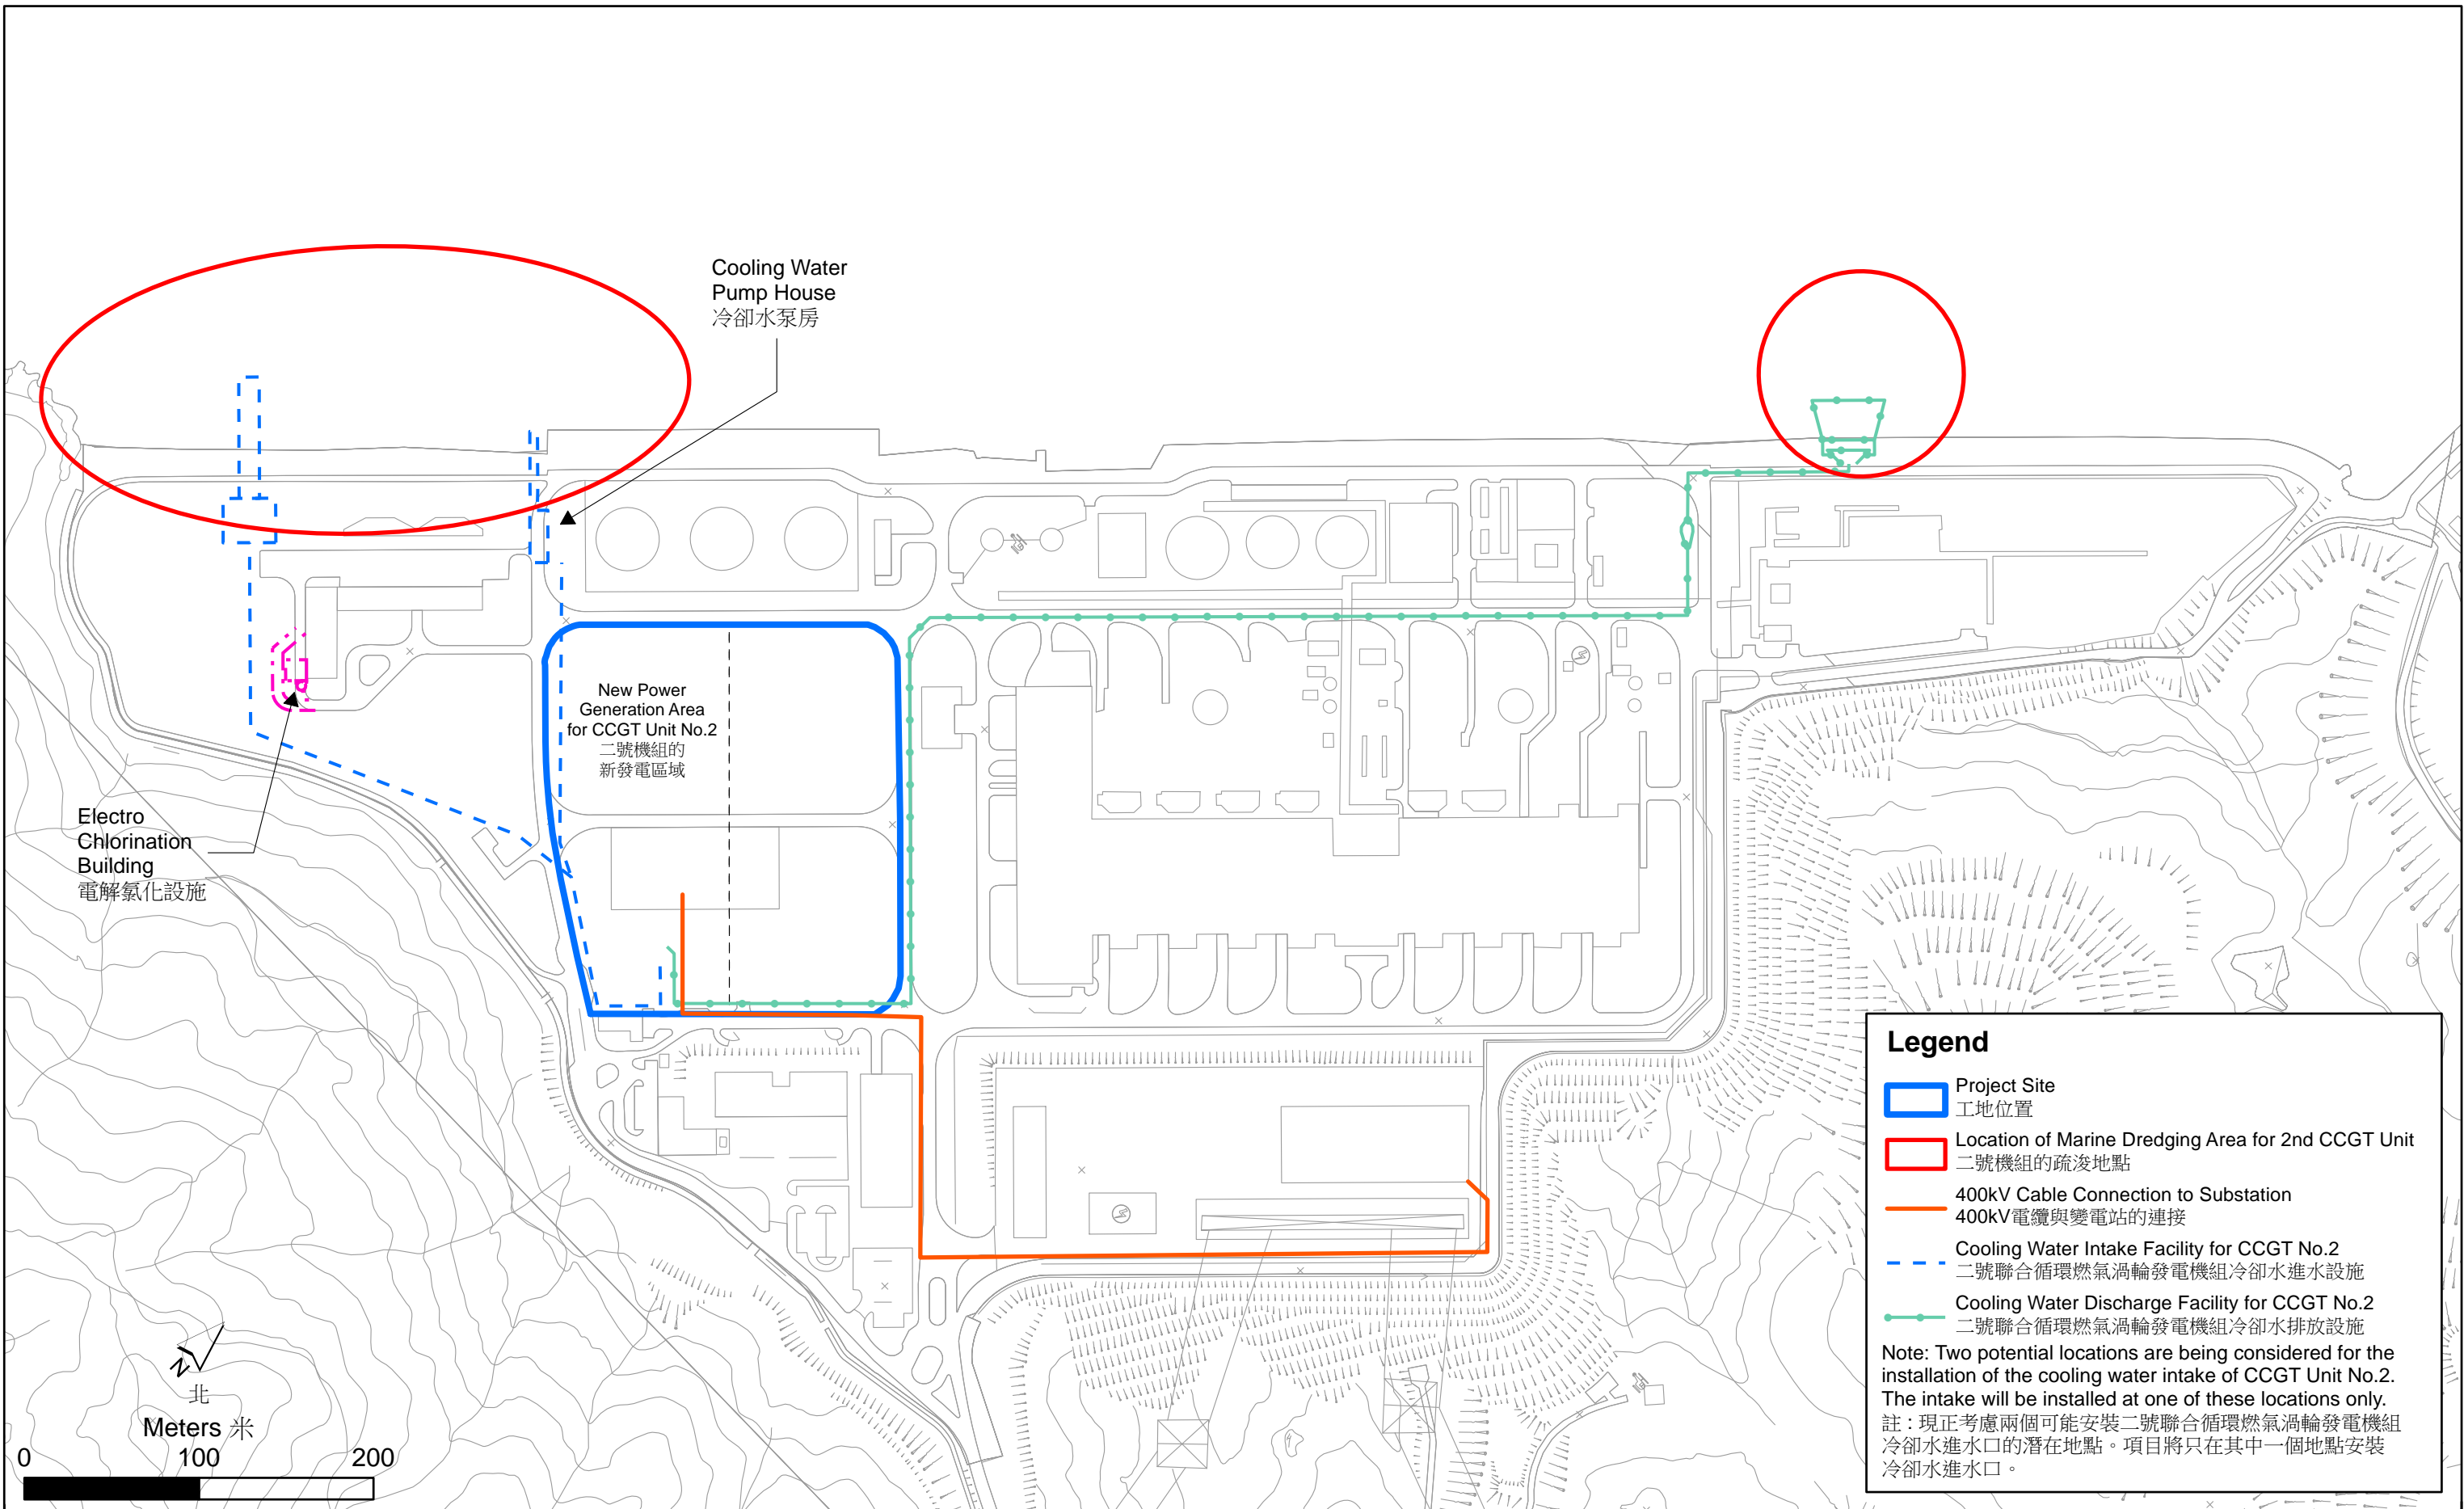 Cooling Water
Pump House
冷卻水泵房
New Power
Generation Area
for CCGT Unit No.2
二號機組的
新發電區域
Electro
Chlorination
Building
電解氯化設施
N
北
Meters 米
0 100 200
Legend
Project Site
工地位置
Location of Marine Dredging Area for 2nd CCGT Unit
二號機組的疏浚地點
400kV Cable Connection to Substation
400kV電纜與變電站的連接
Cooling Water Intake Facility for CCGT No.2
二號聯合循環燃氣渦輪發電機組冷卻水進水設施
Cooling Water Discharge Facility for CCGT No.2
二號聯合循環燃氣渦輪發電機組冷卻水排放設施
Note: Two potential locations are being considered for the
installation of the cooling water intake of CCGT Unit No.2.
The intake will be installed at one of these locations only.
註：現正考慮兩個可能安裝二號聯合循環燃氣渦輪發電機組
冷卻水進水口的潛在地點。項目將只在其中一個地點安裝
冷卻水進水口。